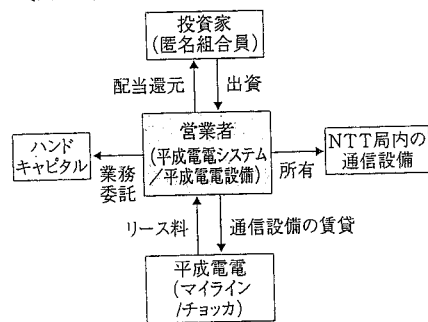 投資家
(匿名組合員)
配当還元
出資
ハンド
キャピタル
業務
委託
営業者
(平成電電システム
/平成電電設備)
所有
NTT局内の
通信設備
リース料
通信設備の賃貸
平成電電
(マイライン
/チョッカ)